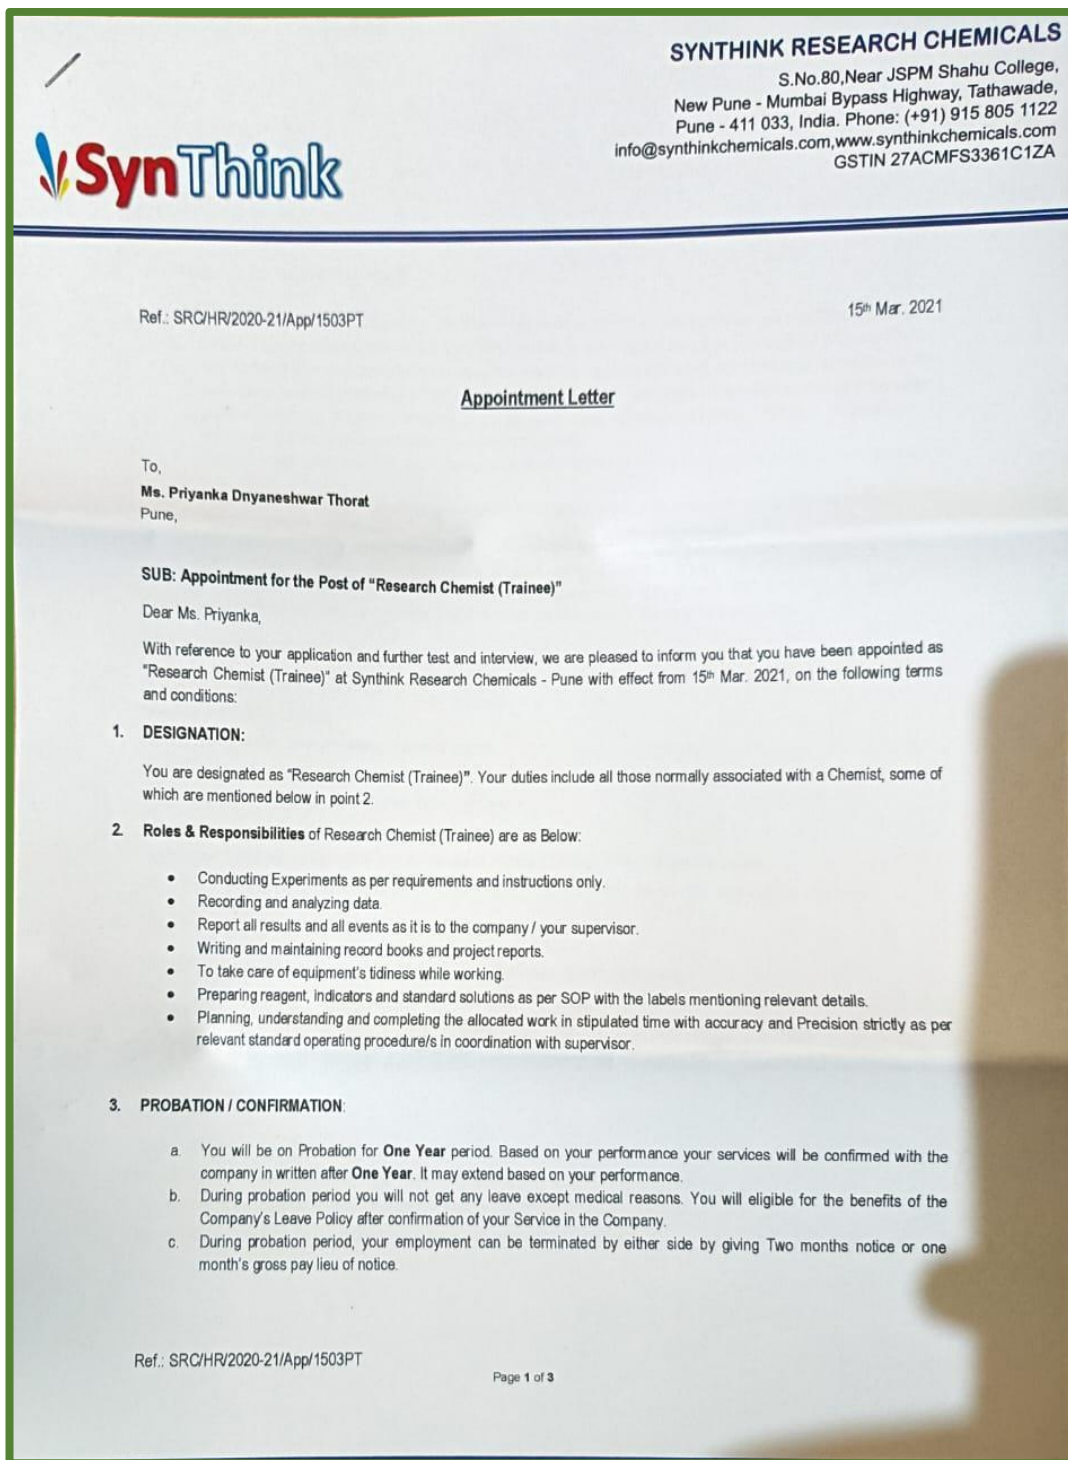 SYNTHINK RESEARCH CHEMICALS
S.No.80,Near JSPM Shahu College,
New Pune - Mumbai Bypass Highway, Tathawade,
Pune - 411 033, India. Phone: (+91) 915 805 1122
info@synthinkchemicals.com,www.synthinkchemicals.com
GSTIN 27ACMFS3361C1ZA
SynThink
Ref.: SRC/HR/2020-21/App/1503PT
15th Mar. 2021
Appointment Letter
To,
Ms. Priyanka Dnyaneshwar Thorat
Pune,
SUB: Appointment for the Post of “Research Chemist (Trainee)”
Dear Ms. Priyanka,
With reference to your application and further test and interview, we are pleased to inform you that you have been appointed as
"Research Chemist (Trainee)" at Synthink Research Chemicals - Pune with effect from 15th Mar. 2021, on the following terms
and conditions:
1. DESIGNATION:
You are designated as "Research Chemist (Trainee)". Your duties include all those normally associated with a Chemist, some of
which are mentioned below in point 2.
2. Roles & Responsibilities of Research Chemist (Trainee) are as Below:
• Conducting Experiments as per requirements and instructions only.
• Recording and analyzing data.
• Report all results and all events as it is to the company / your supervisor.
• Writing and maintaining record books and project reports.
• To take care of equipment's tidiness while working.
• Preparing reagent, indicators and standard solutions as per SOP with the labels mentioning relevant details.
• Planning, understanding and completing the allocated work in stipulated time with accuracy and Precision strictly as per
relevant standard operating procedure/s in coordination with supervisor.
3. PROBATION / CONFIRMATION:
a. You will be on Probation for One Year period. Based on your performance your services will be confirmed with the
company in written after One Year. It may extend based on your performance.
b. During probation period you will not get any leave except medical reasons. You will eligible for the benefits of the
Company's Leave Policy after confirmation of your Service in the Company.
c. During probation period, your employment can be terminated by either side by giving Two months notice or one
month's gross pay lieu of notice.
Ref.: SRC/HR/2020-21/App/1503PT
Page 1 of 3